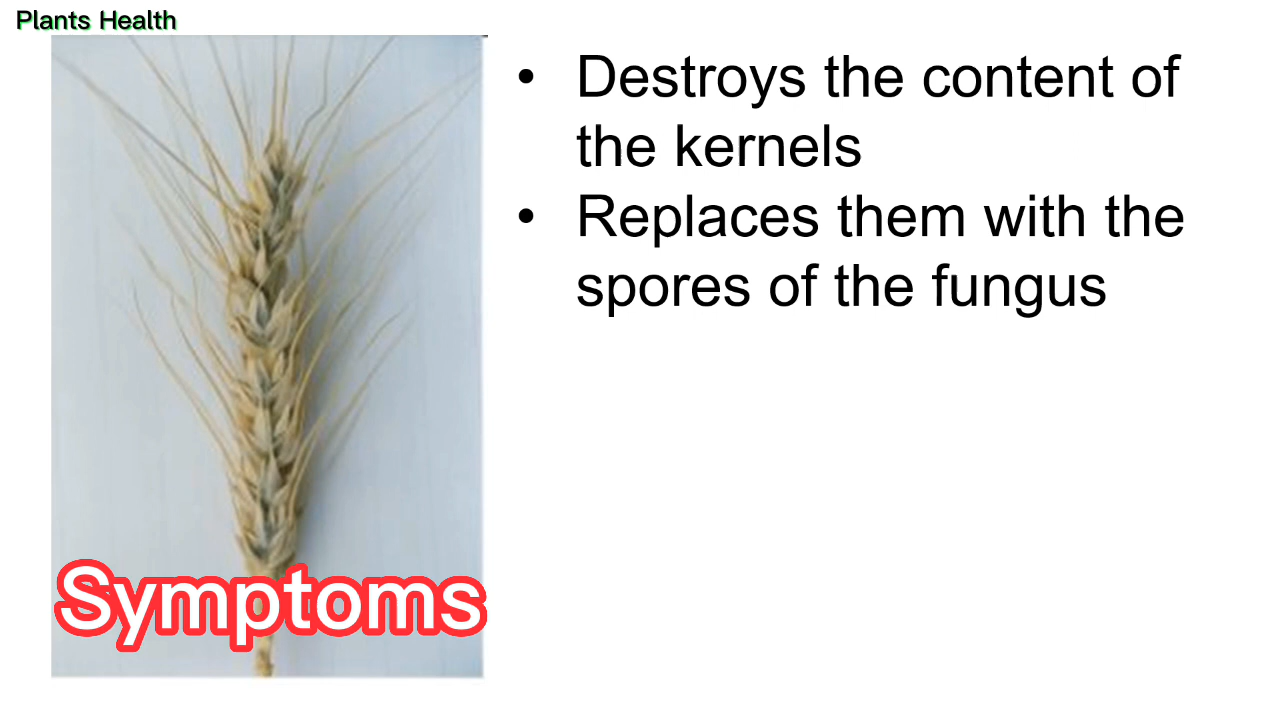 Plants Health
• Destroys the content of
the kernels
• Replaces them with the
spores of the fungus
Symptoms